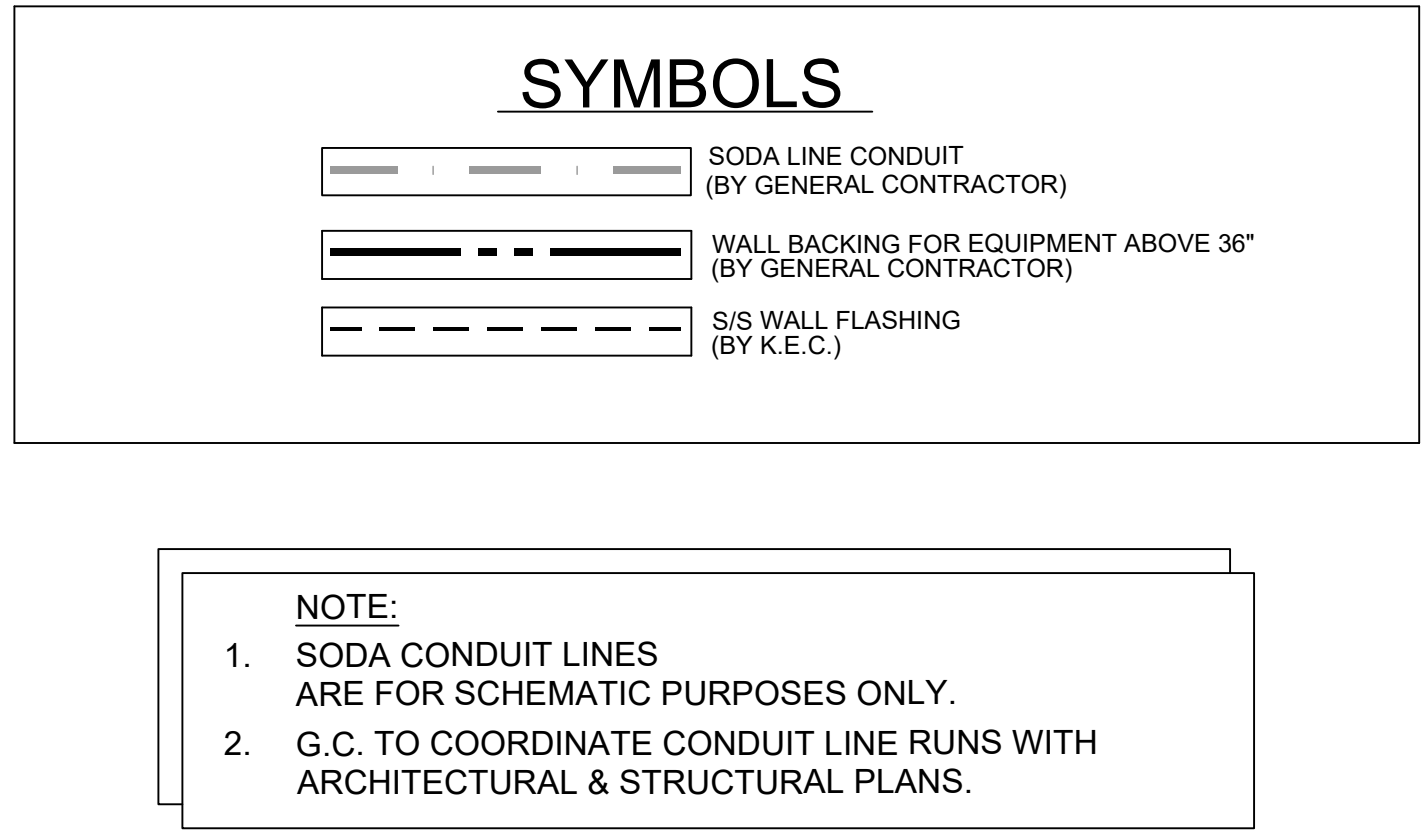 SYMBOLS
SODA LINE CONDUIT
(BY GENERAL CONTRACTOR)
WALL BACKING FOR EQUIPMENT ABOVE 36"
(BY GENERAL CONTRACTOR)
S/S WALL FLASHING
(BY K.E.C.)
NOTE:
1. SODA CONDUIT LINES
ARE FOR SCHEMATIC PURPOSES ONLY.
2. G.C. TO COORDINATE CONDUIT LINE RUNS WITH
ARCHITECTURAL & STRUCTURAL PLANS.